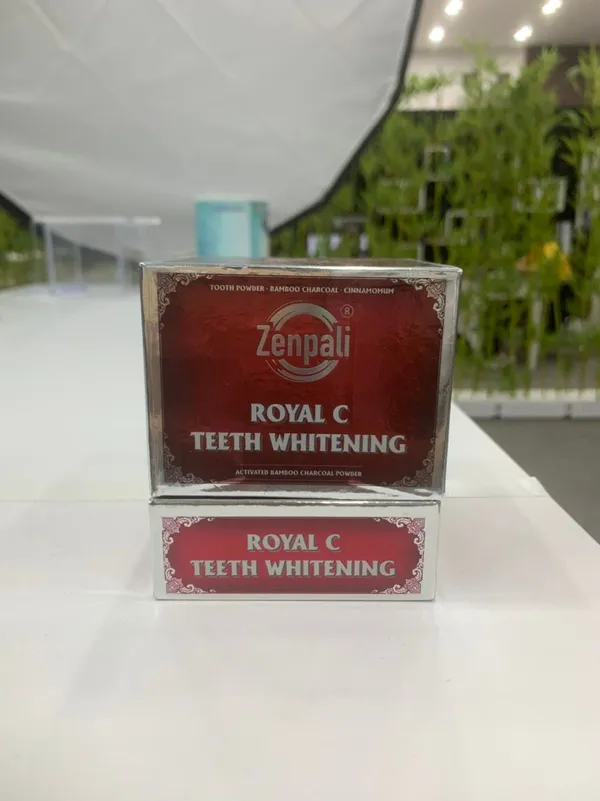 TOOTH POWDER · BAMBOO CHARCOAL · CINNAMOMUM
Zenpali®
ROYAL C
TEETH WHITENING
ACTIVATED BAMBOO CHARCOAL POWDER
ROYAL C
TEETH WHITENING